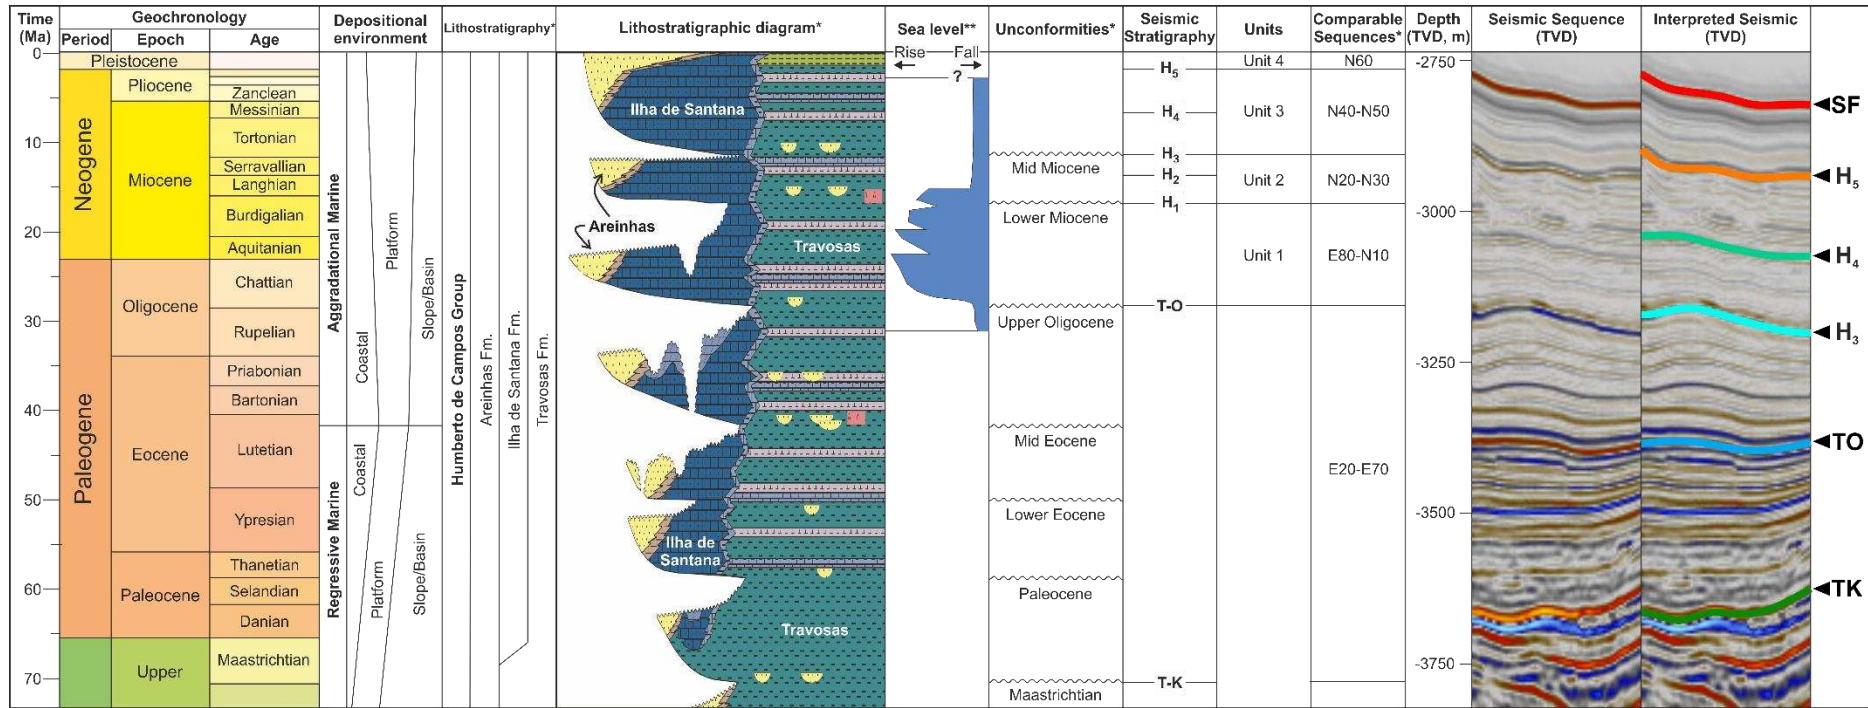 Time
(Ma)
Geochronology
Period
Epoch
Age
Depositional
environment
Lithostratigraphy*
Lithostratigraphic diagram*
Sea level**
Rise
Fall
Unconformities*
Seismic
Stratigraphy
Units
Comparable
Sequences*
Depth
(TVD, m)
Seismic Sequence
(TVD)
Interpreted Seismic
(TVD)
0
10
20
30
40
50
60
70
Neogene
Paleogene
Pleistocene
Pliocene
Miocene
Oligocene
Eocene
Paleocene
Upper
Zanclean
Messinian
Tortonian
Serravallian
Langhian
Burdigalian
Aquitanian
Chattian
Rupelian
Priabonian
Bartonian
Lutetian
Ypresian
Thanetian
Selandian
Danian
Maastrichtian
Aggradational Marine
Coastal
Platform
Slope/Basin
Regressive Marine
Coastal
Platform
Slope/Basin
Humberto de Campos Group
Areinhas Fm.
Ilha de Santana Fm.
Travosas Fm.
Ilha de Santana
Areinhas
Travosas
Ilha de
Santana
Travosas
?
Mid Miocene
Lower Miocene
Upper Oligocene
Mid Eocene
Lower Eocene
Paleocene
Maastrichtian
H5
H4
H3
H2
H1
T-O
T-K
Unit 4
Unit 3
Unit 2
Unit 1
N60
N40-N50
N20-N30
E80-N10
E20-E70
-2750
-3000
-3250
-3500
-3750
SF
H5
H4
H3
TO
TK